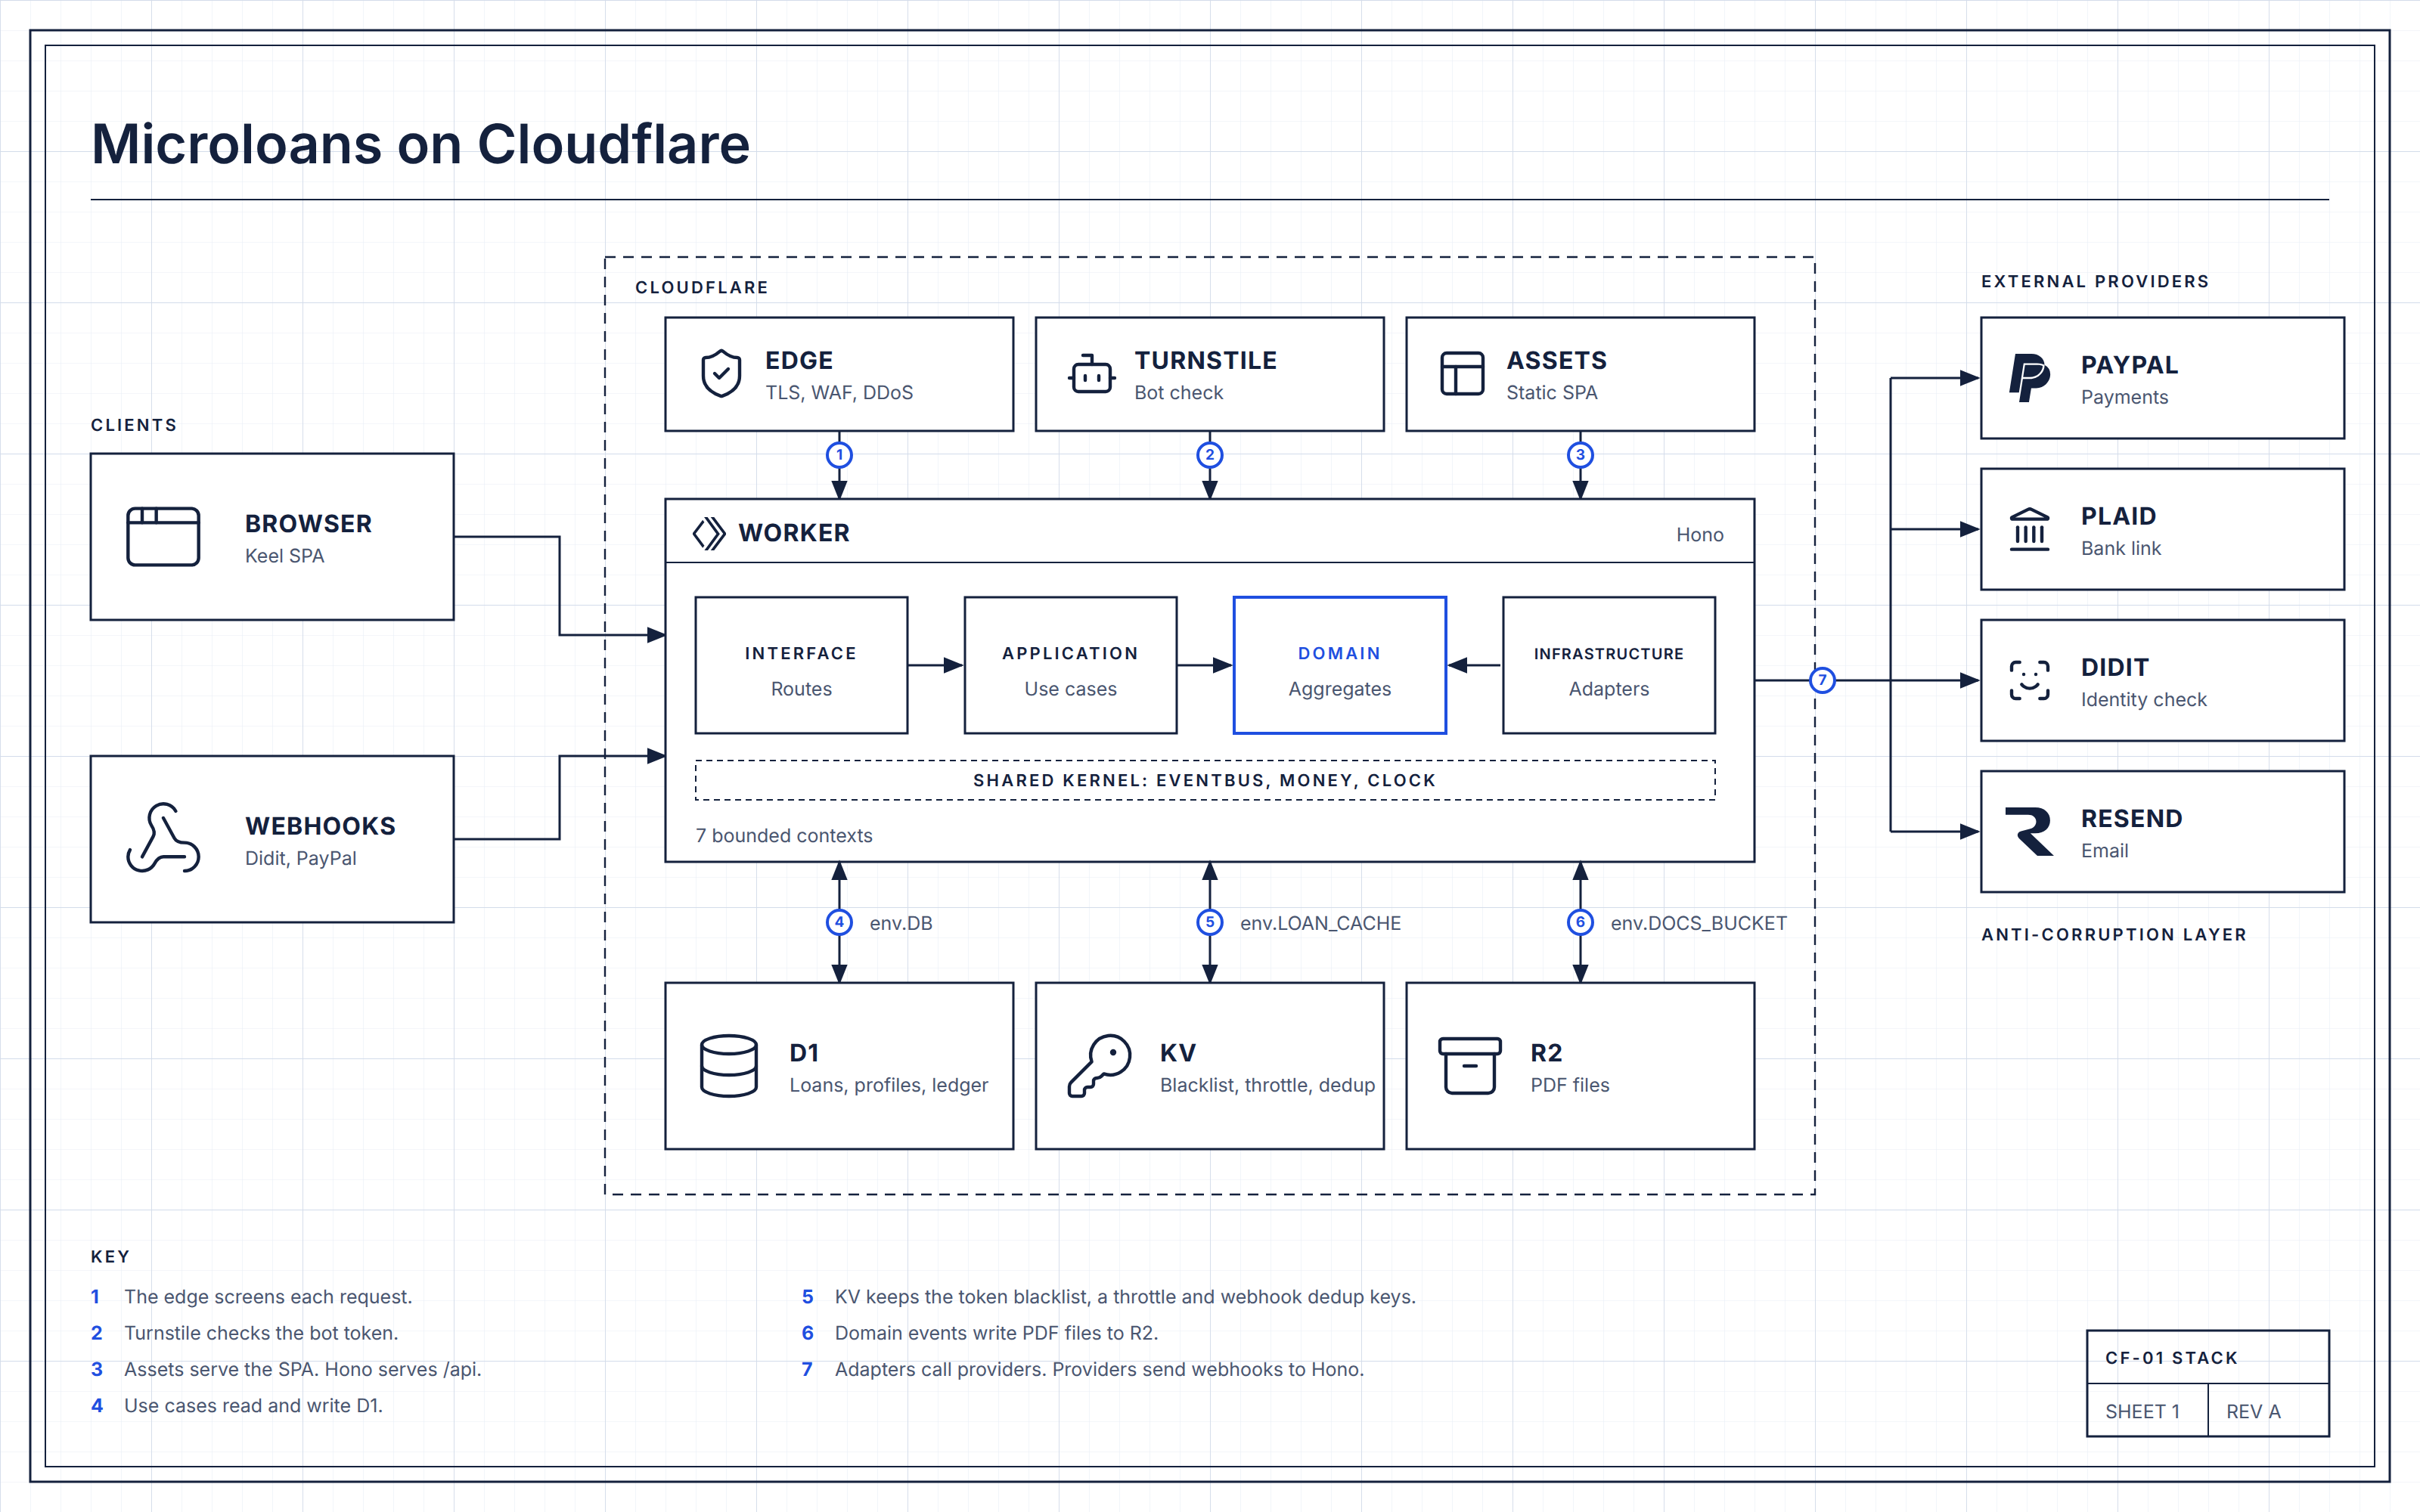 Microloans on Cloudflare
CLOUDFLARE
EXTERNAL PROVIDERS
CLIENTS
BROWSER
Keel SPA
WEBHOOKS
Didit, PayPal
EDGE
TLS, WAF, DDoS
TURNSTILE
Bot check
ASSETS
Static SPA
1
2
3
WORKER
Hono
INTERFACE
Routes
APPLICATION
Use cases
DOMAIN
Aggregates
INFRASTRUCTURE
Adapters
SHARED KERNEL: EVENTBUS, MONEY, CLOCK
7 bounded contexts
4 env.DB
5 env.LOAN_CACHE
6 env.DOCS_BUCKET
D1
Loans, profiles, ledger
KV
Blacklist, throttle, dedup
R2
PDF files
7
PAYPAL
Payments
PLAID
Bank link
DIDIT
Identity check
RESEND
Email
ANTI-CORRUPTION LAYER
KEY
1 The edge screens each request.
2 Turnstile checks the bot token.
3 Assets serve the SPA. Hono serves /api.
4 Use cases read and write D1.
5 KV keeps the token blacklist, a throttle and webhook dedup keys.
6 Domain events write PDF files to R2.
7 Adapters call providers. Providers send webhooks to Hono.
CF-01 STACK
SHEET 1
REV A